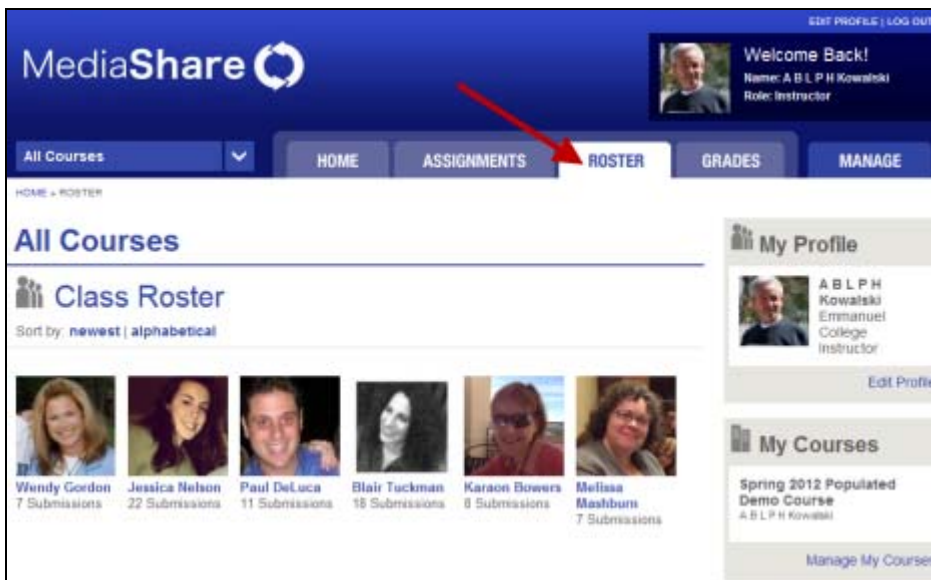 EDIT PROFILE | LOG OUT
MediaShare
Welcome Back!
Name: A B L P H Kowalski
Role: Instructor
All Courses
HOME
ASSIGNMENTS
ROSTER
GRADES
MANAGE
HOME » ROSTER
All Courses
Class Roster
Sort by: newest | alphabetical
Wendy Gordon
7 Submissions
Jessica Nelson
22 Submissions
Paul DeLuca
11 Submissions
Blair Tuckman
18 Submissions
Karaon Bowers
8 Submissions
Melissa
Mashburn
7 Submissions
My Profile
A B L P H
Kowalski
Emmanuel
College
Instructor
Edit Profile
My Courses
Spring 2012 Populated
Demo Course
A B L P H Kowalski
Manage My Courses